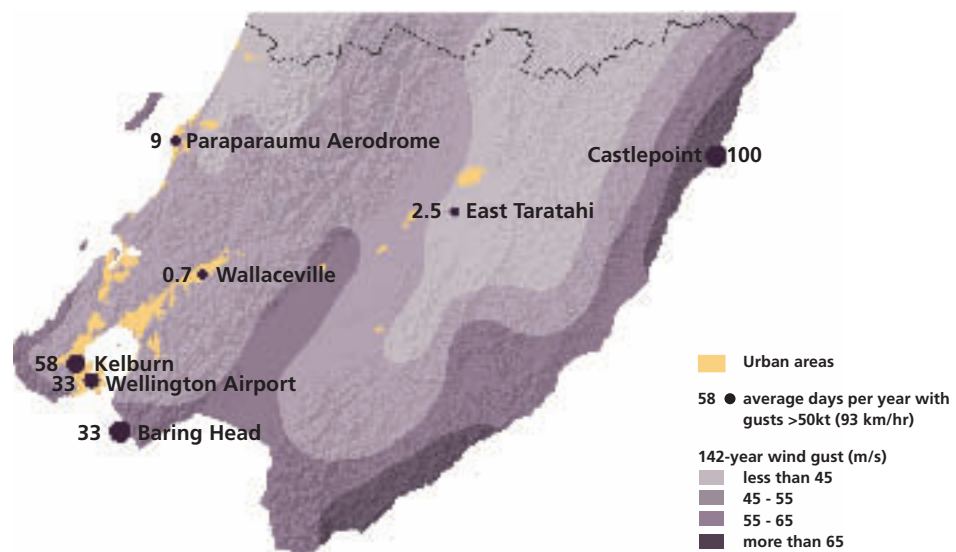 9 Paraparaumu Aerodrome
Castlepoint 100
2.5 East Taratahi
0.7 Wallaceville
58 Kelburn
33 Wellington Airport
33 Baring Head
Urban areas
58 average days per year with
gusts >50kt (93 km/hr)
142-year wind gust (m/s)
less than 45
45 - 55
55 - 65
more than 65